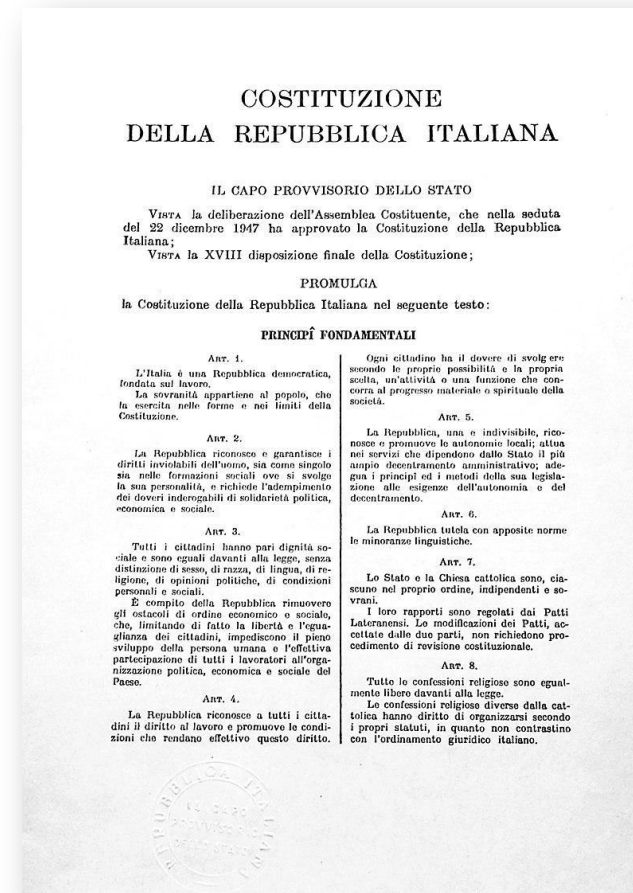 COSTITUZIONE
DELLA REPUBBLICA ITALIANA
IL CAPO PROVVISORIO DELLO STATO
VISTA la deliberazione dell'Assemblea Costituente, che nella seduta
del 22 dicembre 1947 ha approvato la Costituzione della Repubblica
Italiana;
VISTA la XVIII disposizione finale della Costituzione;
PROMULGA
la Costituzione della Repubblica Italiana nel seguente testo:
PRINCIPÎ FONDAMENTALI
ART. 1.
L'Italia è una Repubblica democratica,
fondata sul lavoro.
La sovranità appartiene al popolo, che
la esercita nelle forme e nei limiti della
Costituzione.
ART. 2.
La Repubblica riconosce e garantisce i
diritti inviolabili dell'uomo, sia come singolo
sia nelle formazioni sociali ove si svolge
la sua personalità, e richiede l'adempimento
dei doveri inderogabili di solidarietà politica,
economica e sociale.
ART. 3.
Tutti i cittadini hanno pari dignità so-
ciale e sono eguali davanti alla legge, senza
distinzione di sesso, di razza, di lingua, di re-
ligione, di opinioni politiche, di condizioni
personali e sociali.
È compito della Repubblica rimuovere
gli ostacoli di ordine economico e sociale,
che, limitando di fatto la libertà e l'egua-
glianza dei cittadini, impediscono il pieno
sviluppo della persona umana e l'effettiva
partecipazione di tutti i lavoratori all'orga-
nizzazione politica, economica e sociale del
Paese.
ART. 4.
La Repubblica riconosce a tutti i citta-
dini il diritto al lavoro e promuove le condi-
zioni che rendano effettivo questo diritto.
Ogni cittadino ha il dovere di svolgere
secondo le proprie possibilità e la propria
scelta, un'attività o una funzione che con-
corra al progresso materiale o spirituale della
società.
ART. 5.
La Repubblica, una e indivisibile, rico-
nosce e promuove le autonomie locali; attua
nei servizi che dipendono dallo Stato il più
ampio decentramento amministrativo; ade-
gua i principî ed i metodi della sua legisla-
zione alle esigenze dell'autonomia e del
decentramento.
ART. 6.
La Repubblica tutela con apposite norme
le minoranze linguistiche.
ART. 7.
Lo Stato e la Chiesa cattolica sono, cia-
scuno nel proprio ordine, indipendenti e so-
vrani.
I loro rapporti sono regolati dai Patti
Lateranensi. Le modificazioni dei Patti, ac-
cettate dalle due parti, non richiedono pro-
cedimento di revisione costituzionale.
ART. 8.
Tutte le confessioni religiose sono egual-
mente libere davanti alla legge.
Le confessioni religiose diverse dalla cat-
tolica hanno diritto di organizzarsi secondo
i propri statuti, in quanto non contrastino
con l'ordinamento giuridico italiano.
REPUBBLICA ITALIANA
IL CAPO
PROVVISORIO
DELLO STATO